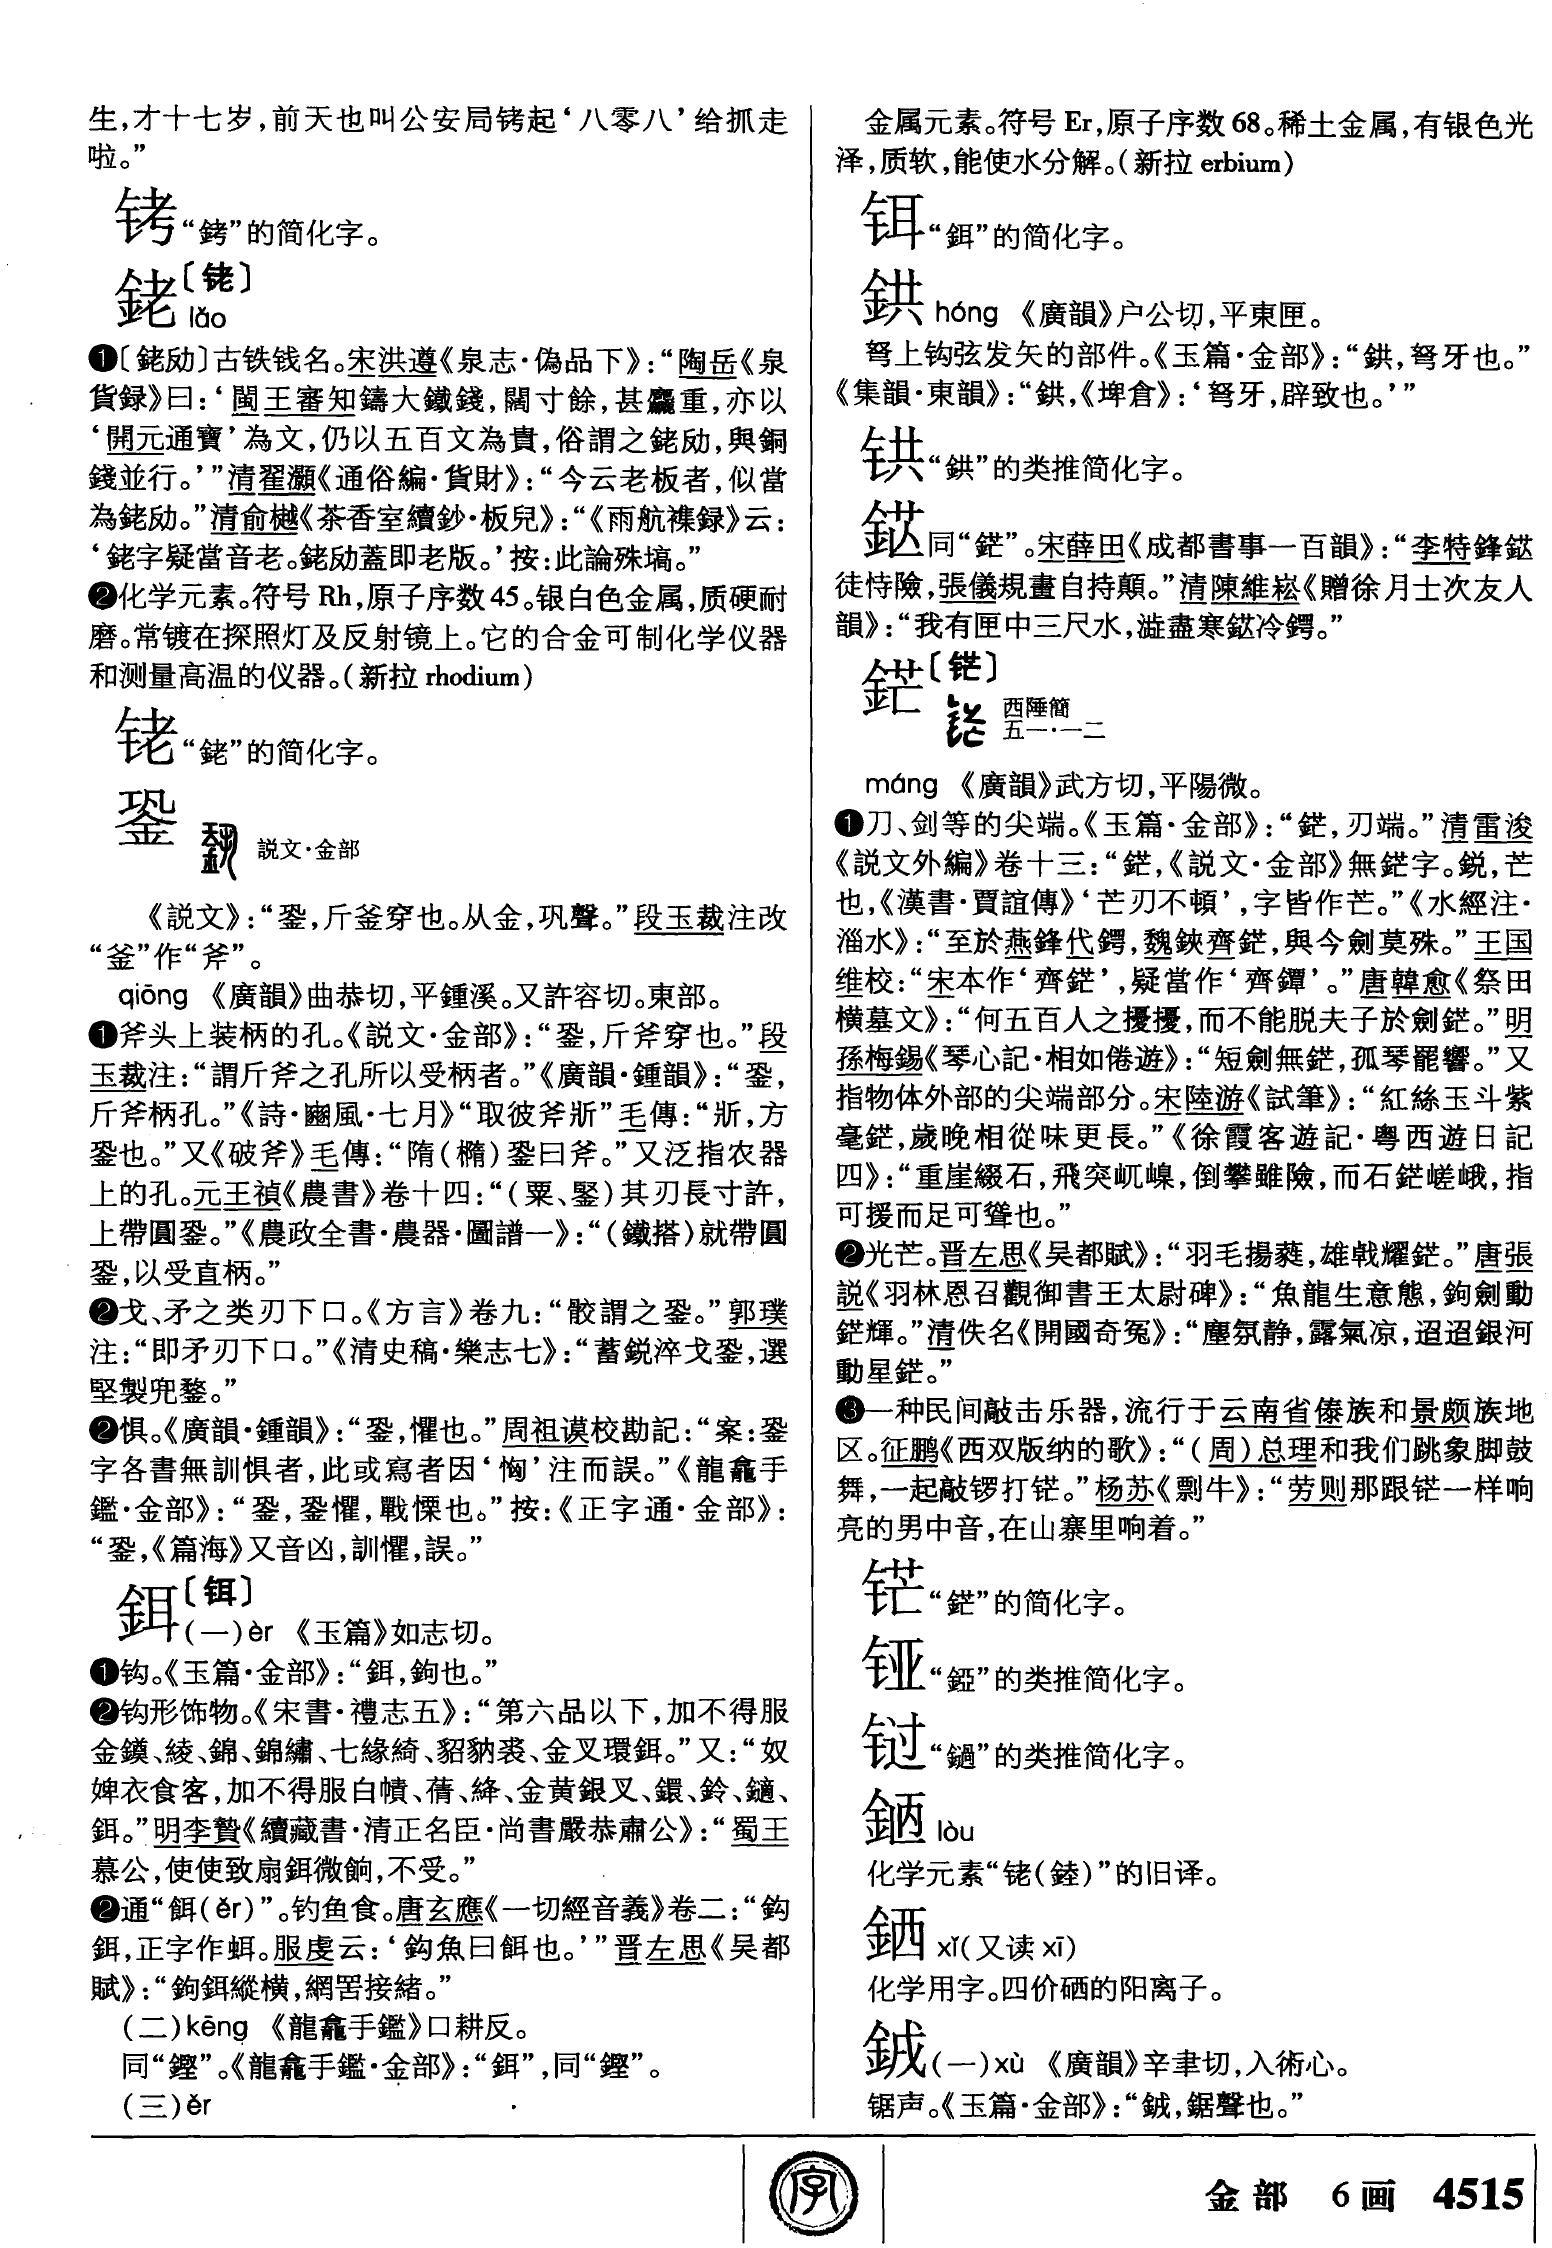 生,才十七岁,前天也叫公安局铐起‘八零八’给抓走
啦。”
铐“銬”的简化字。
銠〔铑〕
lǎo
❶〔銠𠜱〕古铁钱名。宋洪遵《泉志·偽品下》:“陶岳《泉
貨録》曰:‘閩王審知鑄大鐵錢,闊寸餘,甚麤重,亦以
‘開元通寶’為文,仍以五百文為貴,俗謂之銠,與銅
錢並行。’”清翟灝《通俗編·貨財》:“今云老板者,似當
為銠。”清俞樾《茶香室續鈔·板兒》:“《雨航襍録》云:
‘銠字疑當音老。銠蓋即老版。’按:此論殊塙。”
❷化学元素。符号Rh,原子序数45。银白色金属,质硬耐
磨。常镀在探照灯及反射镜上。它的合金可制化学仪器
和测量高温的仪器。(新拉rhodium)
铑“銠”的简化字。
銎 説文·金部
《説文》:“銎,斤釜穿也。从金,巩聲。”段玉裁注改
“釜”作“斧”。
qiōng 《廣韻》曲恭切,平鍾溪。又許容切。東部。
❶斧头上装柄的孔。《説文·金部》:“銎,斤斧穿也。”段
玉裁注:“謂斤斧之孔所以受柄者。”《廣韻·鍾韻》:“銎,
斤斧柄孔。”《詩·豳風·七月》“取彼斧斨”毛傳:“斨,方
銎也。”又《破斧》毛傳:“隋(橢)銎曰斧。”又泛指农器
上的孔。元王禎《農書》卷十四:“(粟、鋻)其刃長寸許,
上帶圓銎。”《農政全書·農器·圖譜一》:“(鐵搭)就帶圓
銎,以受直柄。”
❷戈、矛之类刃下口。《方言》卷九:“骹謂之銎。”郭璞
注:“即矛刃下口。”《清史稿·樂志七》:“蓄鋭淬戈銎,選
堅製兜鍪。”
❷惧。《廣韻·鍾韻》:“銎,懼也。”周祖谟校勘記:“案:銎
字各書無訓惧者,此或寫者因‘恟’注而誤。”《龍龕手
鑑·金部》:“銎,銎懼,戰慄也。”按:《正字通·金部》:
“銎,《篇海》又音凶,訓懼,誤。”
鉺〔铒〕
(一)èr 《玉篇》如志切。
❶钩。《玉篇·金部》:“鉺,鉤也。”
❷钩形饰物。《宋書·禮志五》:“第六品以下,加不得服
金鏌、綾、錦、錦繡、七緣綺、貂豽裘、金叉環鉺。”又:“奴
婢衣食客,加不得服白幘、蒨、絳、金黄銀叉、鐶、鈴、鏑、
鉺。”明李贄《續藏書·清正名臣·尚書嚴恭肅公》:“蜀王
慕公,使使致扇鉺微餉,不受。”
❷通“餌(ěr)”。钓鱼食。唐玄應《一切經音義》卷二:“鈎
鉺,正字作䋙。服虔云:‘鈎魚曰餌也。’”晋左思《吴都
賦》:“鉤鉺縱横,網罟接緒。”
(二)kēng 《龍龕手鑑》口耕反。
同“鏗”。《龍龕手鑑·金部》:“鉺”,同“鏗”。
(三)ěr
金属元素。符号Er,原子序数68。稀土金属,有银色光
泽,质软,能使水分解。(新拉erbium)
铒“鉺”的简化字。
鉷 hóng 《廣韻》户公切,平東匣。
弩上钩弦发矢的部件。《玉篇·金部》:“鉷,弩牙也。”
《集韻·東韻》:“鉷,《埤倉》:‘弩牙,辟致也。’”
𫓧“鉷”的类推简化字。
鋩同“鋩”。宋薛田《成都書事一百韻》:“李特鋒鋩
徒恃險,張儀規畫自持顛。”清陳維崧《贈徐月士次友人
韻》:“我有匣中三尺水,澁盡寒鋩冷鍔。”
鋩〔铓〕
西陲簡
五一·一二
máng 《廣韻》武方切,平陽微。
❶刀、剑等的尖端。《玉篇·金部》:“鋩,刃端。”清雷浚
《説文外編》卷十三:“鋩,《説文·金部》無鋩字。鋭,芒
也,《漢書·賈誼傳》‘芒刃不頓’,字皆作芒。”《水經注·
淄水》:“至於燕鋒代鍔,魏鋏齊鋩,與今劍莫殊。”王国
维校:“宋本作‘齊鋩’,疑當作‘齊鐔’。”唐韓愈《祭田
横墓文》:“何五百人之擾擾,而不能脱夫子於劍鋩。”明
孫梅錫《琴心記·相如倦遊》:“短劍無鋩,孤琴罷響。”又
指物体外部的尖端部分。宋陸游《試筆》:“紅絲玉斗紫
毫鋩,歲晚相從味更長。”《徐霞客遊記·粤西遊日記
四》:“重崖綴石,飛突屼嵲,倒攀雖險,而石鋩嵯峨,指
可援而足可聳也。”
❷光芒。晋左思《吴都賦》:“羽毛揚蕤,雄戟耀鋩。”唐張
説《羽林恩召觀御書王太尉碑》:“魚龍生意態,鉤劍動
鋩輝。”清佚名《開國奇冤》:“塵氛静,露氣凉,迢迢銀河
動星鋩。”
❸一种民间敲击乐器,流行于云南省傣族和景颇族地
区。征鹏《西双版纳的歌》:“(周)总理和我们跳象脚鼓
舞,一起敲锣打铓。”杨苏《剽牛》:“劳则那跟铓一样响
亮的男中音,在山寨里响着。”
铓“鋩”的简化字。
铔“錏”的类推简化字。
“鐹”的类推简化字。
lòu
化学元素“铑(錴)”的旧译。
xǐ(又读xī)
化学用字。四价硒的阳离子。
鉞(一)xù 《廣韻》辛聿切,入術心。
锯声。《玉篇·金部》:“,鋸聲也。”
字
金部 6画 4515